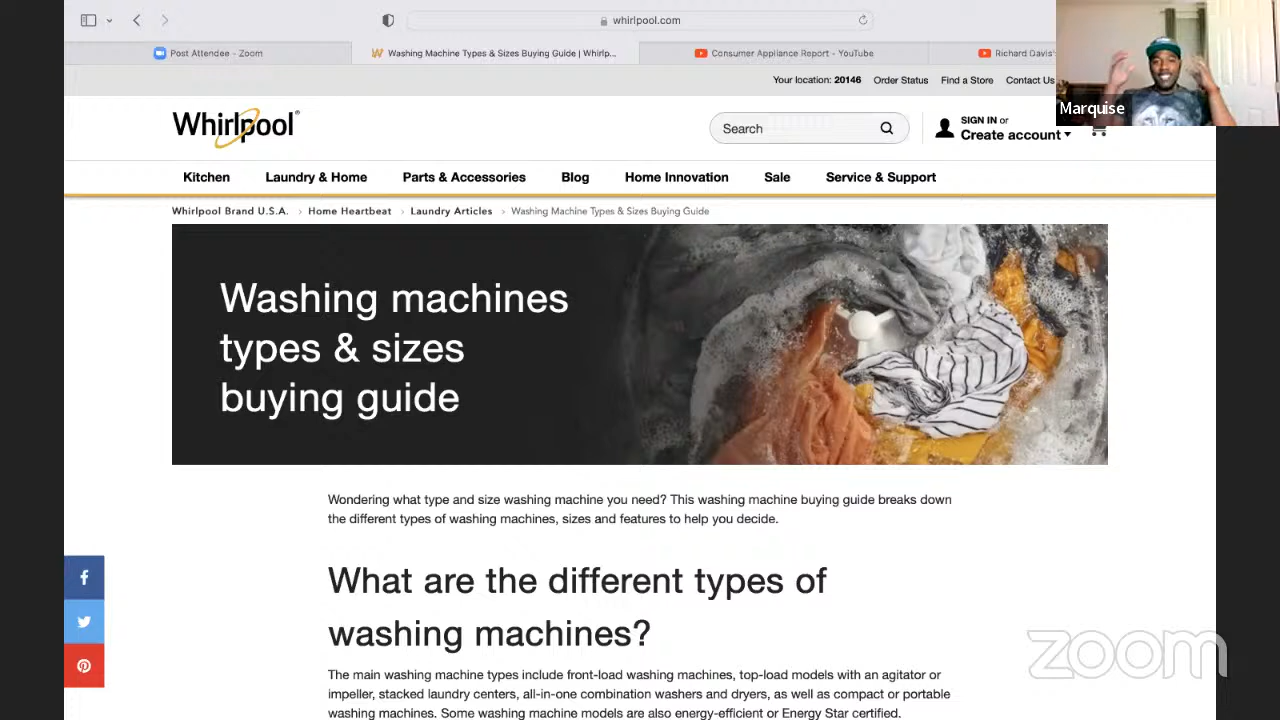 whirlpool.com
Post Attendee - Zoom
Washing Machine Types & Sizes Buying Guide | Whirlp...
Consumer Appliance Report - YouTube
Richard Davis'
Your location: 20146
Order Status
Find a Store
Contact Us
Marquise
Whirlpool®
Search
SIGN IN or
Create account
Kitchen
Laundry & Home
Parts & Accessories
Blog
Home Innovation
Sale
Service & Support
Whirlpool Brand U.S.A. > Home Heartbeat > Laundry Articles > Washing Machine Types & Sizes Buying Guide
Washing machines
types & sizes
buying guide
Wondering what type and size washing machine you need? This washing machine buying guide breaks down
the different types of washing machines, sizes and features to help you decide.
What are the different types of
washing machines?
The main washing machine types include front-load washing machines, top-load models with an agitator or
impeller, stacked laundry centers, all-in-one combination washers and dryers, as well as compact or portable
washing machines. Some washing machine models are also energy-efficient or Energy Star certified.
zoom